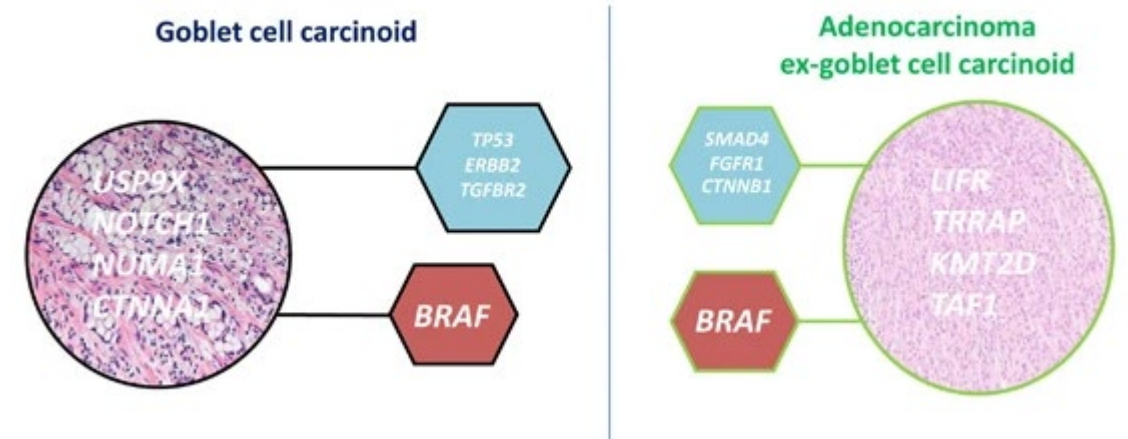 Goblet cell carcinoid
USP9X
NOTCH1
NUMA1
CTNNA1
TP53
ERBB2
TGFBR2
BRAF
Adenocarcinoma
ex-goblet cell carcinoid
SMAD4
FGFR1
CTNNB1
BRAF
LIFR
TRRAP
KMT2D
TAF1